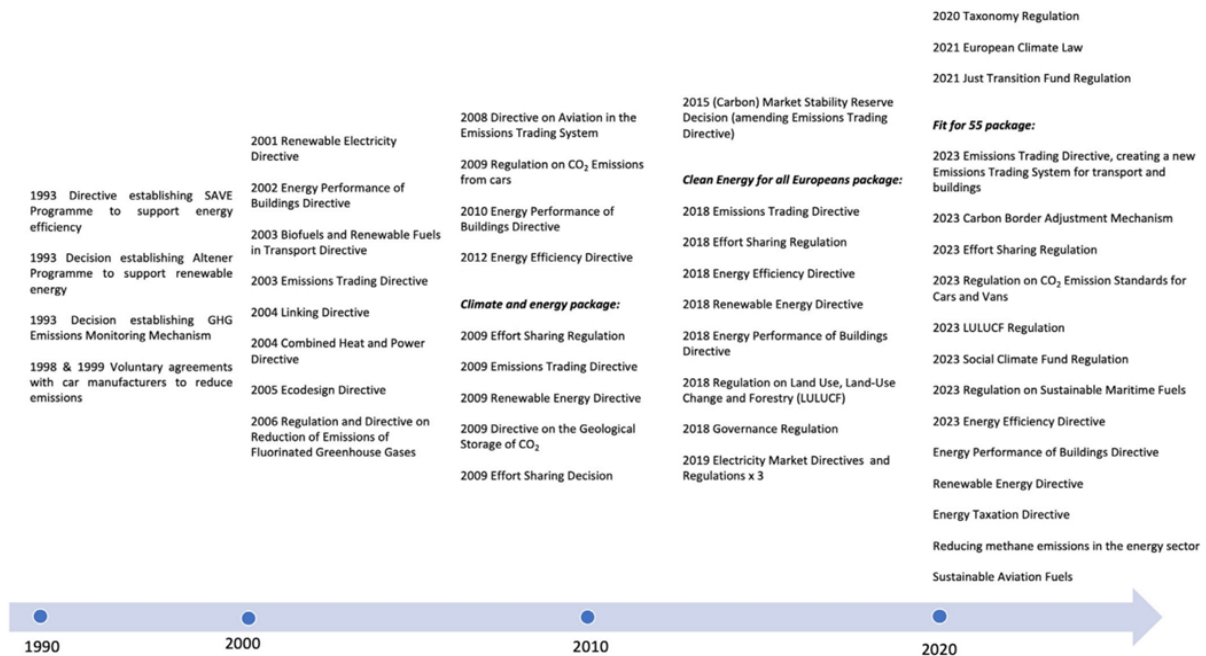 1993 Directive establishing SAVE
Programme to support energy
efficiency
1993 Decision establishing Altener
Programme to support renewable
energy
1993 Decision establishing GHG
Emissions Monitoring Mechanism
1998 & 1999 Voluntary agreements
with car manufacturers to reduce
emissions
2001 Renewable Electricity
Directive
2002 Energy Performance of
Buildings Directive
2003 Biofuels and Renewable Fuels
in Transport Directive
2003 Emissions Trading Directive
2004 Linking Directive
2004 Combined Heat and Power
Directive
2005 Ecodesign Directive
2006 Regulation and Directive on
Reduction of Emissions of
Fluorinated Greenhouse Gases
2008 Directive on Aviation in the
Emissions Trading System
2009 Regulation on CO₂ Emissions
from cars
2010 Energy Performance of
Buildings Directive
2012 Energy Efficiency Directive
Climate and energy package:
2009 Effort Sharing Regulation
2009 Emissions Trading Directive
2009 Renewable Energy Directive
2009 Directive on the Geological
Storage of CO₂
2009 Effort Sharing Decision
2015 (Carbon) Market Stability Reserve
Decision (amending Emissions Trading
Directive)
Clean Energy for all Europeans package:
2018 Emissions Trading Directive
2018 Effort Sharing Regulation
2018 Energy Efficiency Directive
2018 Renewable Energy Directive
2018 Energy Performance of Buildings
Directive
2018 Regulation on Land Use, Land-Use
Change and Forestry (LULUCF)
2018 Governance Regulation
2019 Electricity Market Directives and
Regulations x 3
2020 Taxonomy Regulation
2021 European Climate Law
2021 Just Transition Fund Regulation
Fit for 55 package:
2023 Emissions Trading Directive, creating a new
Emissions Trading System for transport and
buildings
2023 Carbon Border Adjustment Mechanism
2023 Effort Sharing Regulation
2023 Regulation on CO₂ Emission Standards for
Cars and Vans
2023 LULUCF Regulation
2023 Social Climate Fund Regulation
2023 Regulation on Sustainable Maritime Fuels
2023 Energy Efficiency Directive
Energy Performance of Buildings Directive
Renewable Energy Directive
Energy Taxation Directive
Reducing methane emissions in the energy sector
Sustainable Aviation Fuels
1990
2000
2010
2020